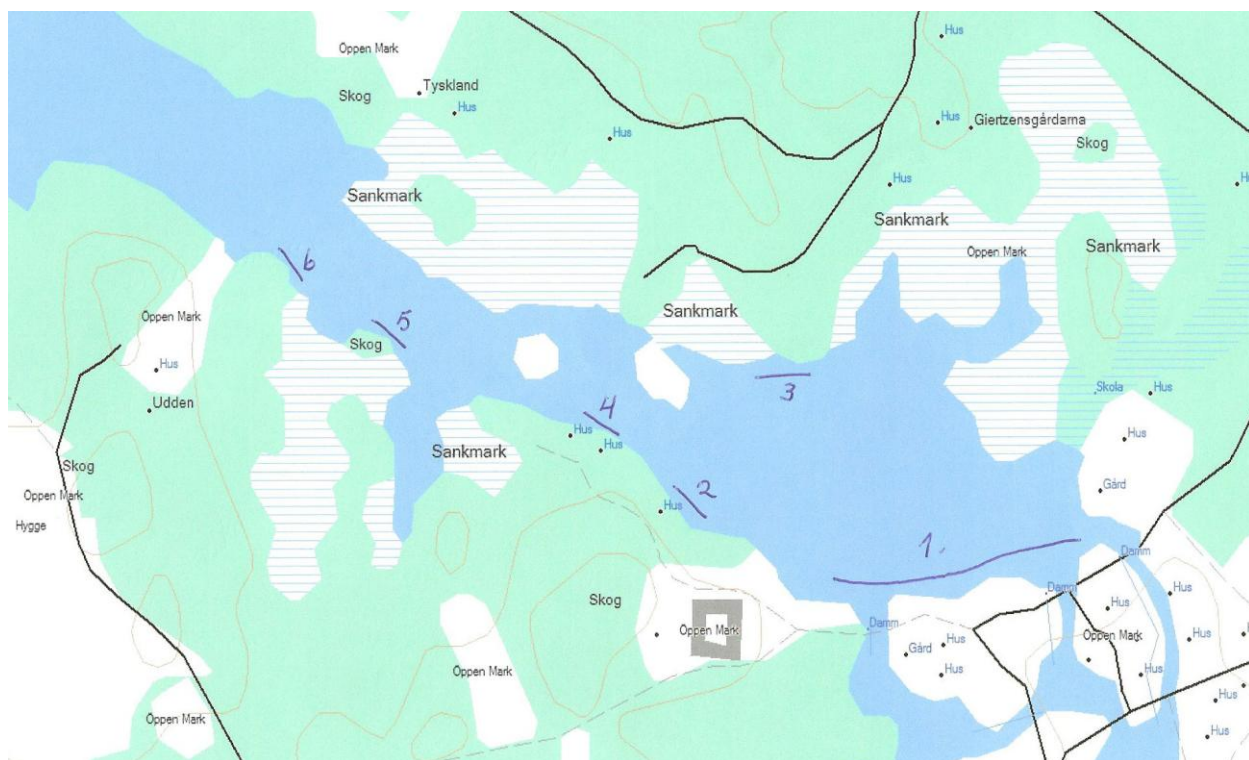 Hus
Öppen Mark
Tyskland
Skog
Hus
Hus
Giertzensgårdarna
Hus
Skog
Hus
Sankmark
Sankmark
Öppen Mark
Sankmark
6
5
Sankmark
Öppen Mark
Skog
Hus
Udden
3
Skola
Hus
4
Hus
Hus
Hus
Sankmark
Skog
Gård
2
Öppen Mark
Hus
Hygge
1.
Damm
Damm
Hus
Skog
Hus
Damm
Öppen Mark
Öppen Mark
Hus
Hus
Gård
Öppen Mark
Hus
Hus
Hus
Öppen Mark
Hus